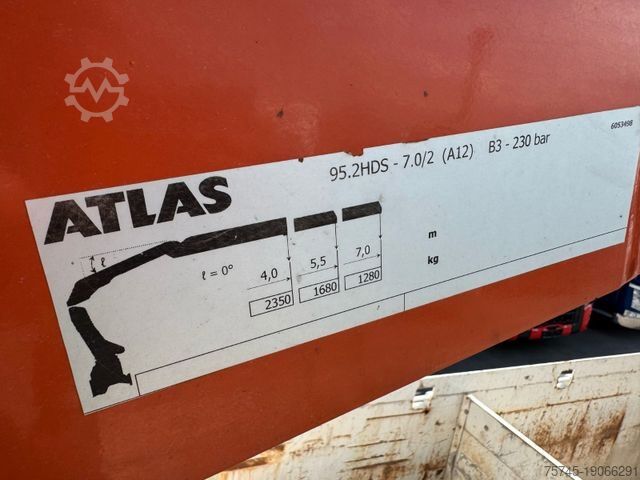 6053498
95.2HDS - 7.0/2 (A12) B3 - 230 bar
ATLAS
ℓ
ℓ = 0° 4,0 5,5 7,0 m
2350 1680 1280 kg
75745-19066291